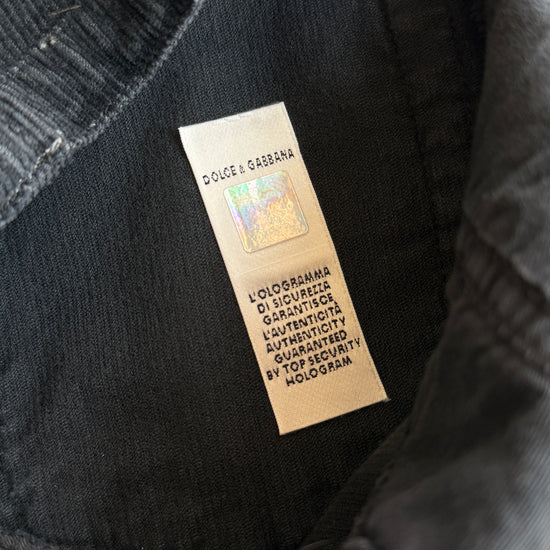 DOLCE & GABBANA
L'OLOGRAMMA
DI SICUREZZA
GARANTISCE
L'AUTENTICITÀ
AUTHENTICITY
GUARANTEED
BY TOP SECURITY
HOLOGRAM